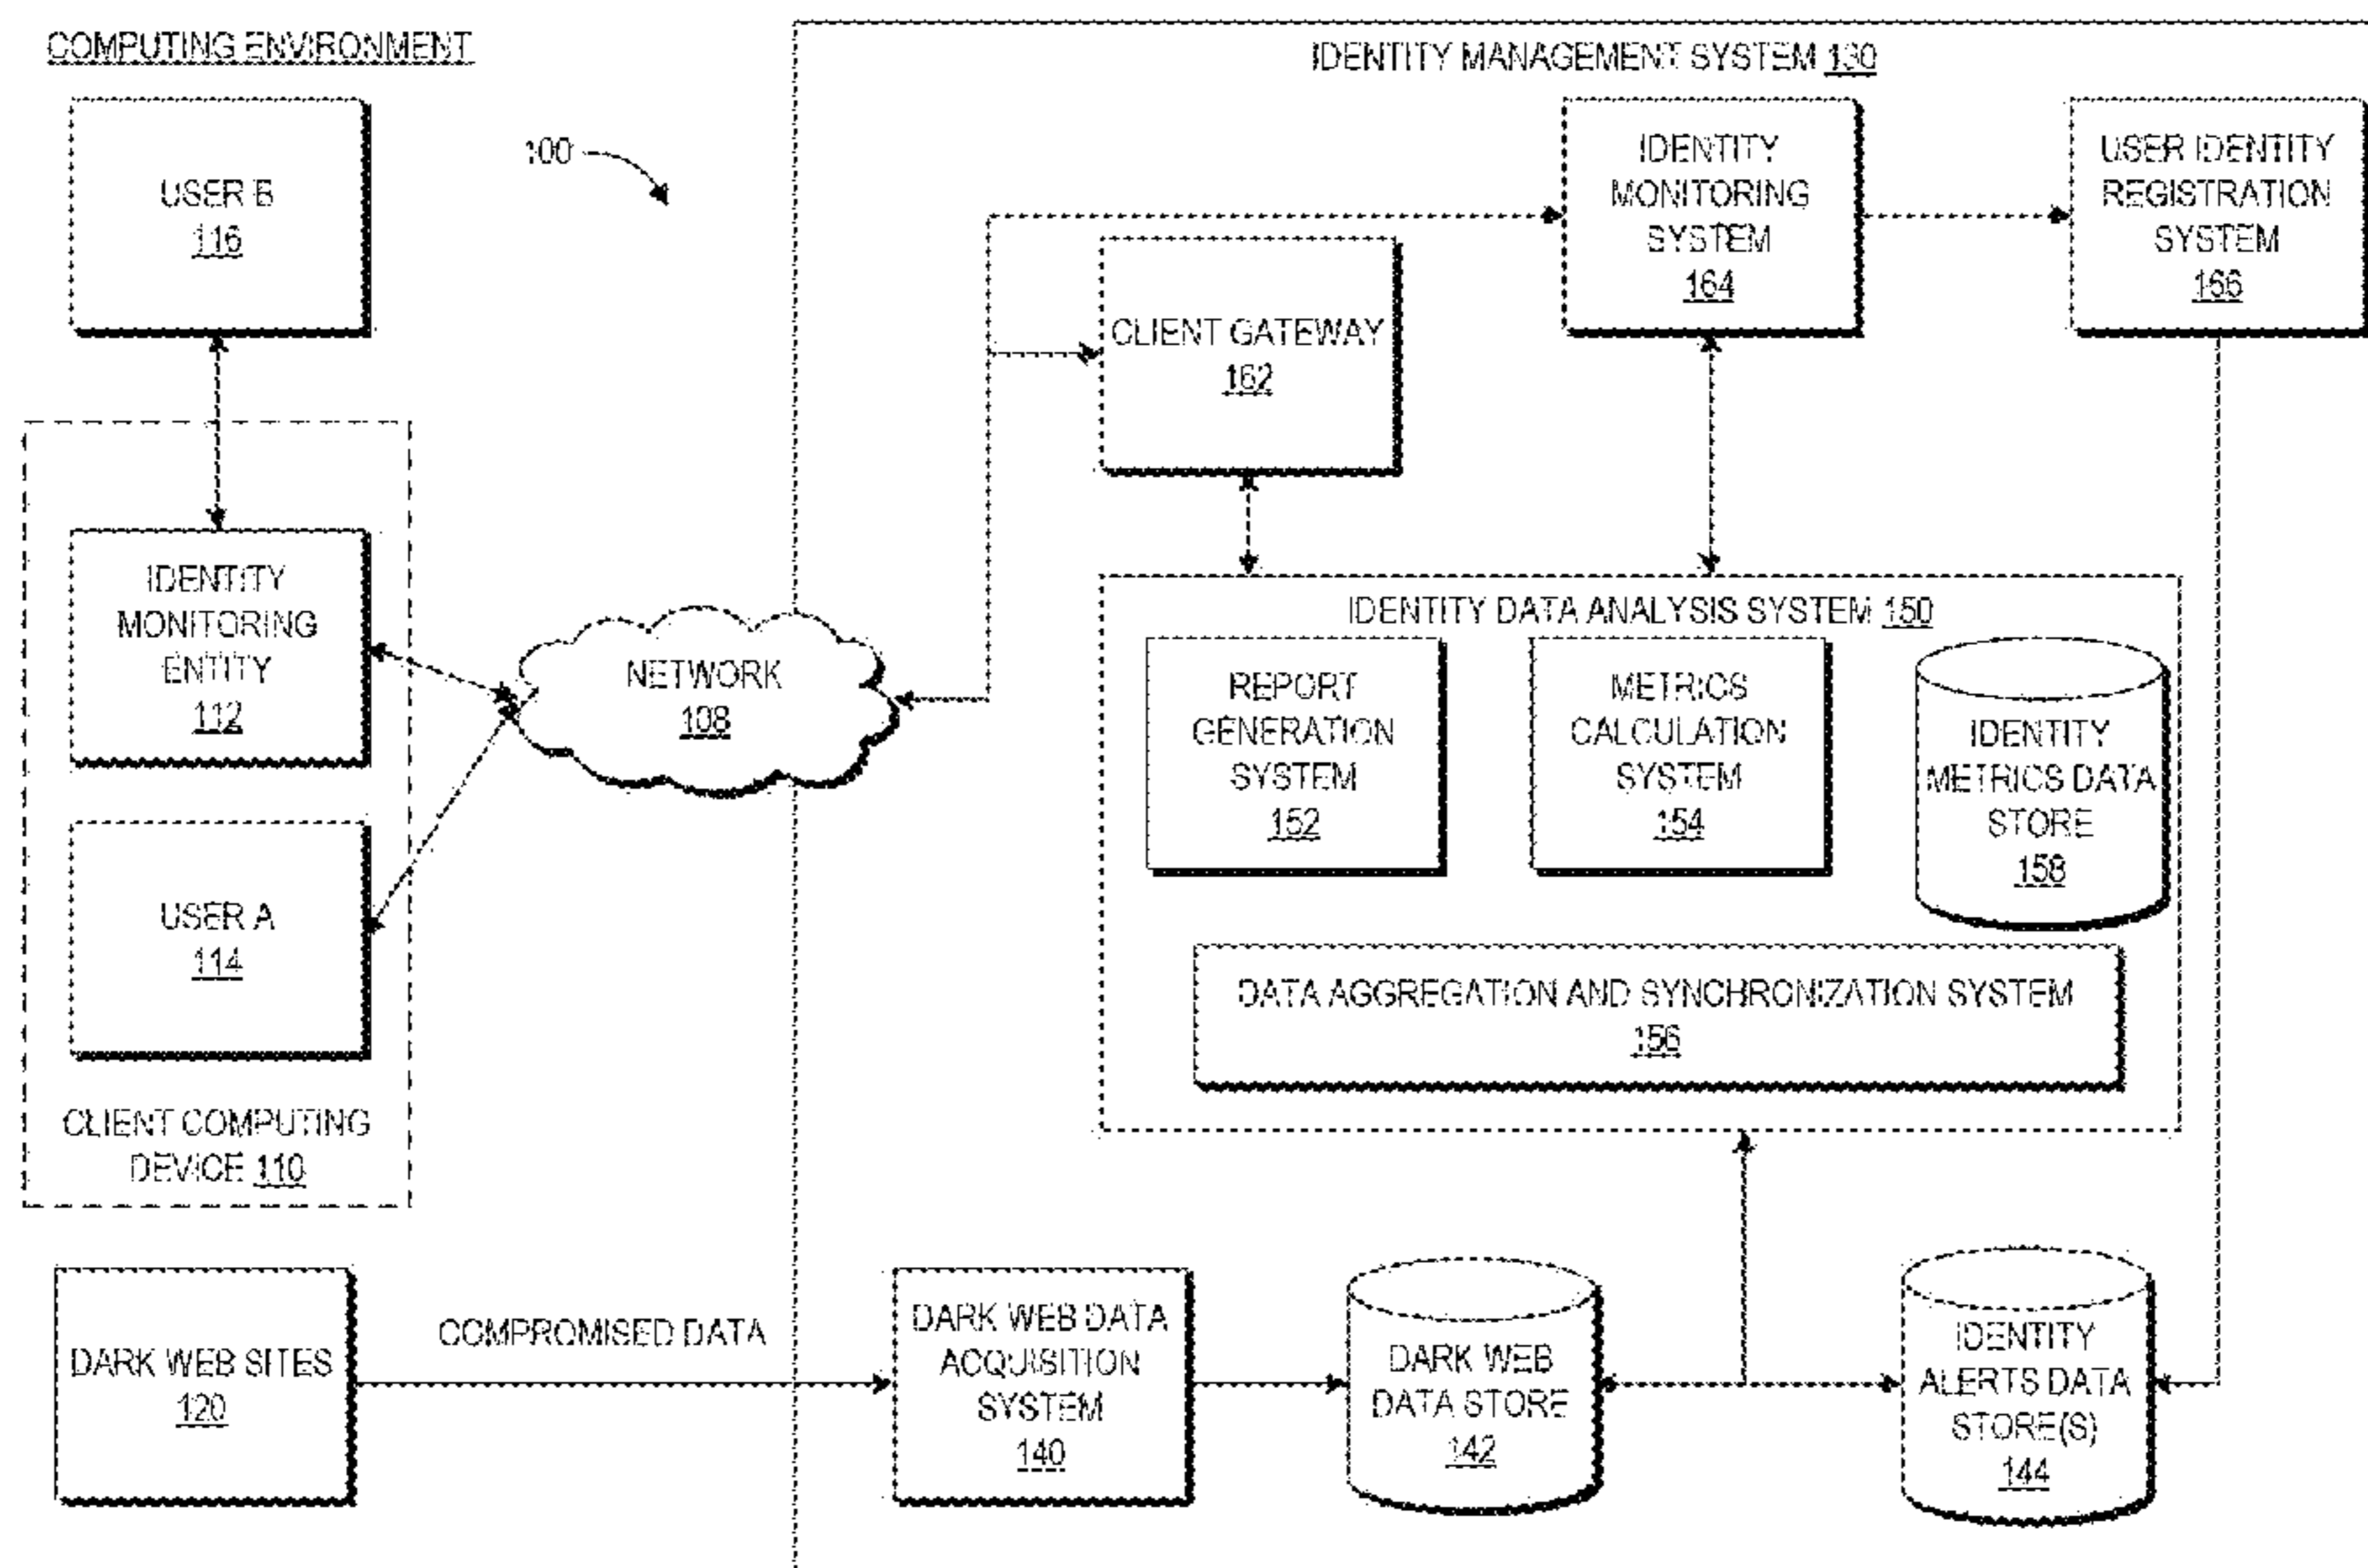 COMPUTING ENVIRONMENT
100
USER B
116
IDENTITY
MONITORING
ENTITY
112
USER A
114
CLIENT COMPUTING
DEVICE 110
NETWORK
108
DARK WEB SITES
120
COMPROMISED DATA
IDENTITY MANAGEMENT SYSTEM 130
CLIENT GATEWAY
162
IDENTITY
MONITORING
SYSTEM
164
USER IDENTITY
REGISTRATION
SYSTEM
166
IDENTITY DATA ANALYSIS SYSTEM 150
REPORT
GENERATION
SYSTEM
152
METRICS
CALCULATION
SYSTEM
154
IDENTITY
METRICS DATA
STORE
158
DATA AGGREGATION AND SYNCHRONIZATION SYSTEM
156
DARK WEB DATA
ACQUISITION
SYSTEM
140
DARK WEB
DATA STORE
142
IDENTITY
ALERTS DATA
STORE(S)
144